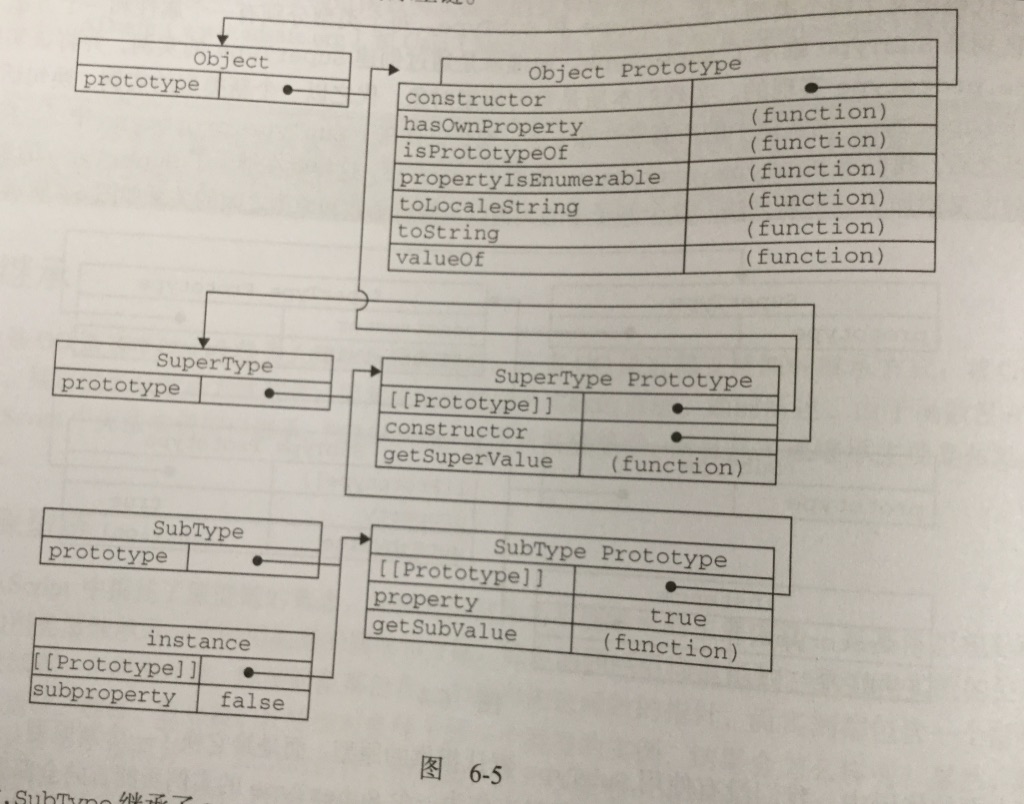 Object
prototype
Object Prototype
constructor
hasOwnProperty (function)
isPrototypeOf (function)
propertyIsEnumerable (function)
toLocaleString (function)
toString (function)
valueOf (function)
SuperType
prototype
SuperType Prototype
[[Prototype]]
constructor
getSuperValue (function)
SubType
prototype
SubType Prototype
[[Prototype]]
property true
getSubValue (function)
instance
[[Prototype]]
subproperty false
图 6-5
SubType 继承了